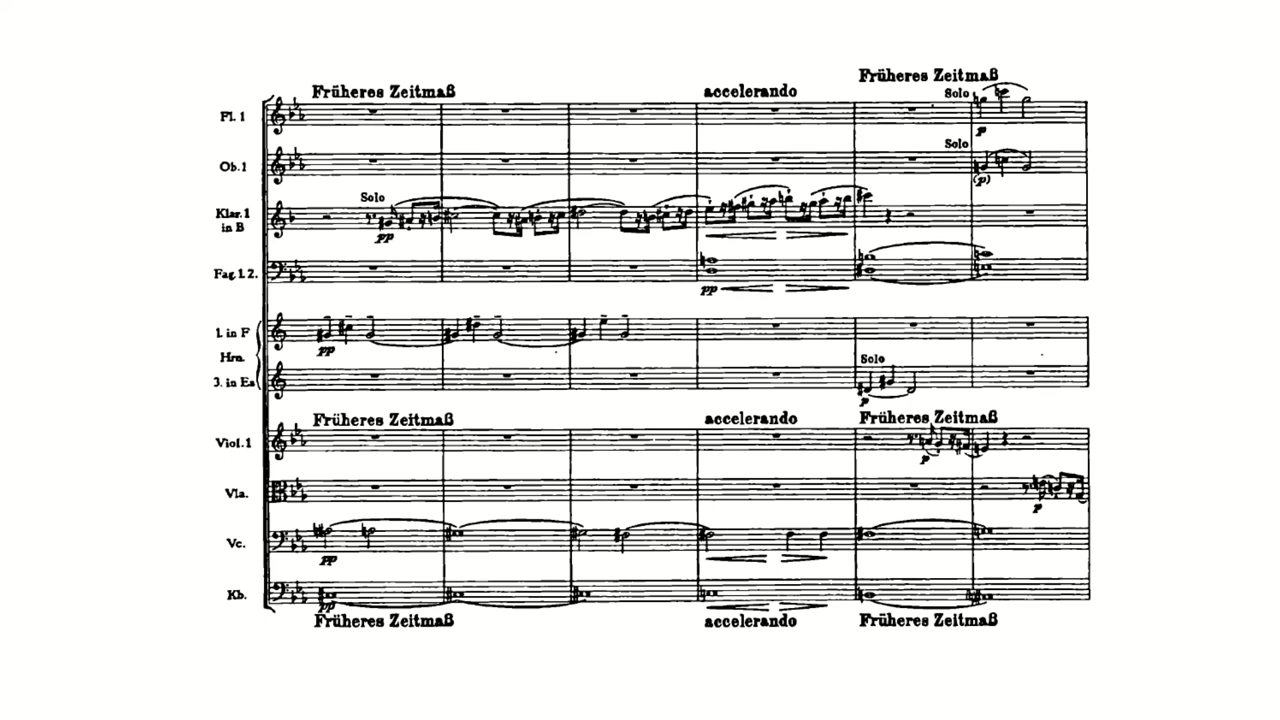 Früheres Zeitmaß
Früheres Zeitmaß
accelerando
Fl. 1
Solo
p
Ob. 1
Solo
(p)
Klar. 1
in B
Solo
pp
Fag. 1. 2.
pp
1. in F
pp
Hrn.
3. in Es
Solo
p
Früheres Zeitmaß
accelerando
Früheres Zeitmaß
Viol. 1
p
Vla.
p
Vc.
pp
Kb.
pp
Früheres Zeitmaß
accelerando
Früheres Zeitmaß